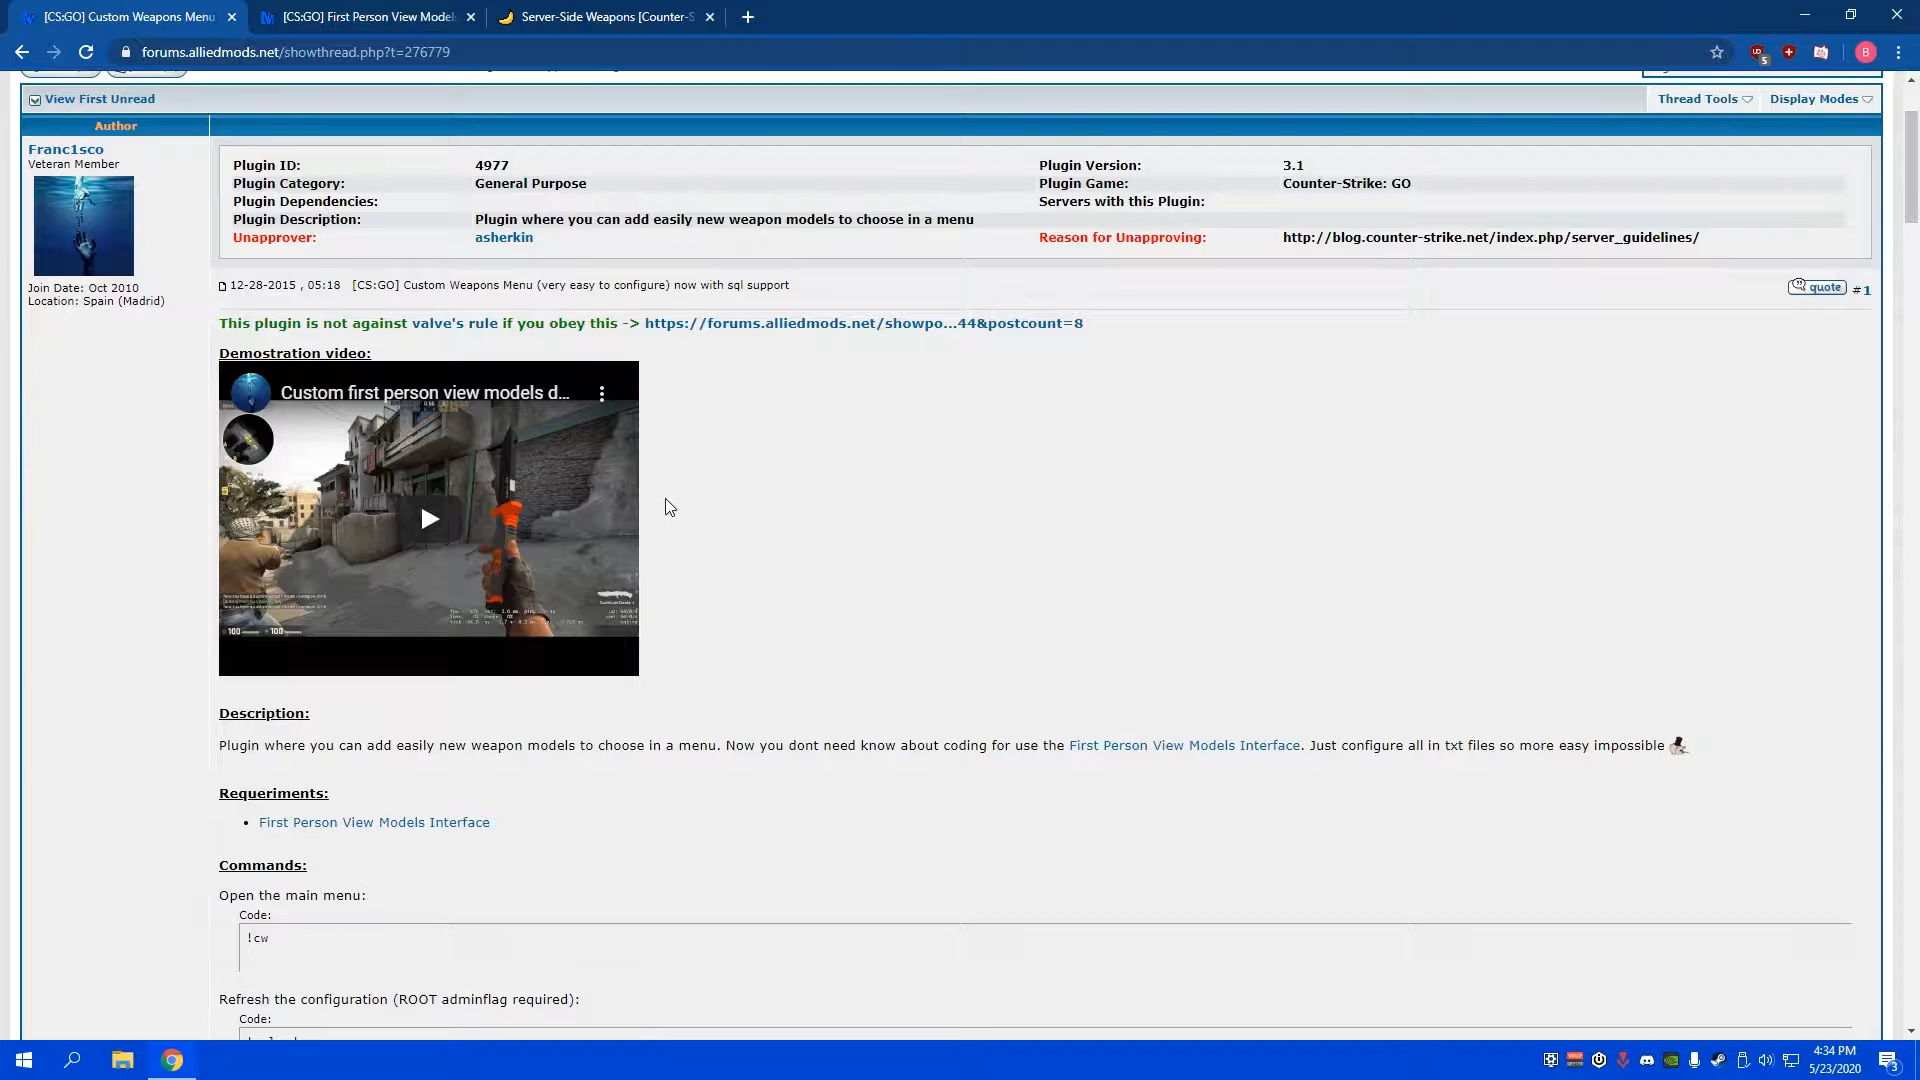 [CS:GO] Custom Weapons Menu
[CS:GO] First Person View Model
Server-Side Weapons [Counter-S
forums.alliedmods.net/showthread.php?t=276779
5
B
View First Unread
Thread Tools
Display Modes
Author
Franc1sco
Veteran Member
Join Date: Oct 2010
Location: Spain (Madrid)
Plugin ID: 4977 Plugin Version: 3.1
Plugin Category: General Purpose Plugin Game: Counter-Strike: GO
Plugin Dependencies: Servers with this Plugin:
Plugin Description: Plugin where you can add easily new weapon models to choose in a menu
Unapprover: asherkin Reason for Unapproving: http://blog.counter-strike.net/index.php/server_guidelines/
12-28-2015 , 05:18 [CS:GO] Custom Weapons Menu (very easy to configure) now with sql support
quote #1
This plugin is not against valve's rule if you obey this -> https://forums.alliedmods.net/showpo...44&postcount=8
Demostration video:
Custom first person view models d...
100 100
Description:
Plugin where you can add easily new weapon models to choose in a menu. Now you dont need know about coding for use the First Person View Models Interface. Just configure all in txt files so more easy impossible
Requeriments:
• First Person View Models Interface
Commands:
Open the main menu:
Code:
!cw
Refresh the configuration (ROOT adminflag required):
Code:
4:34 PM
5/23/2020
3